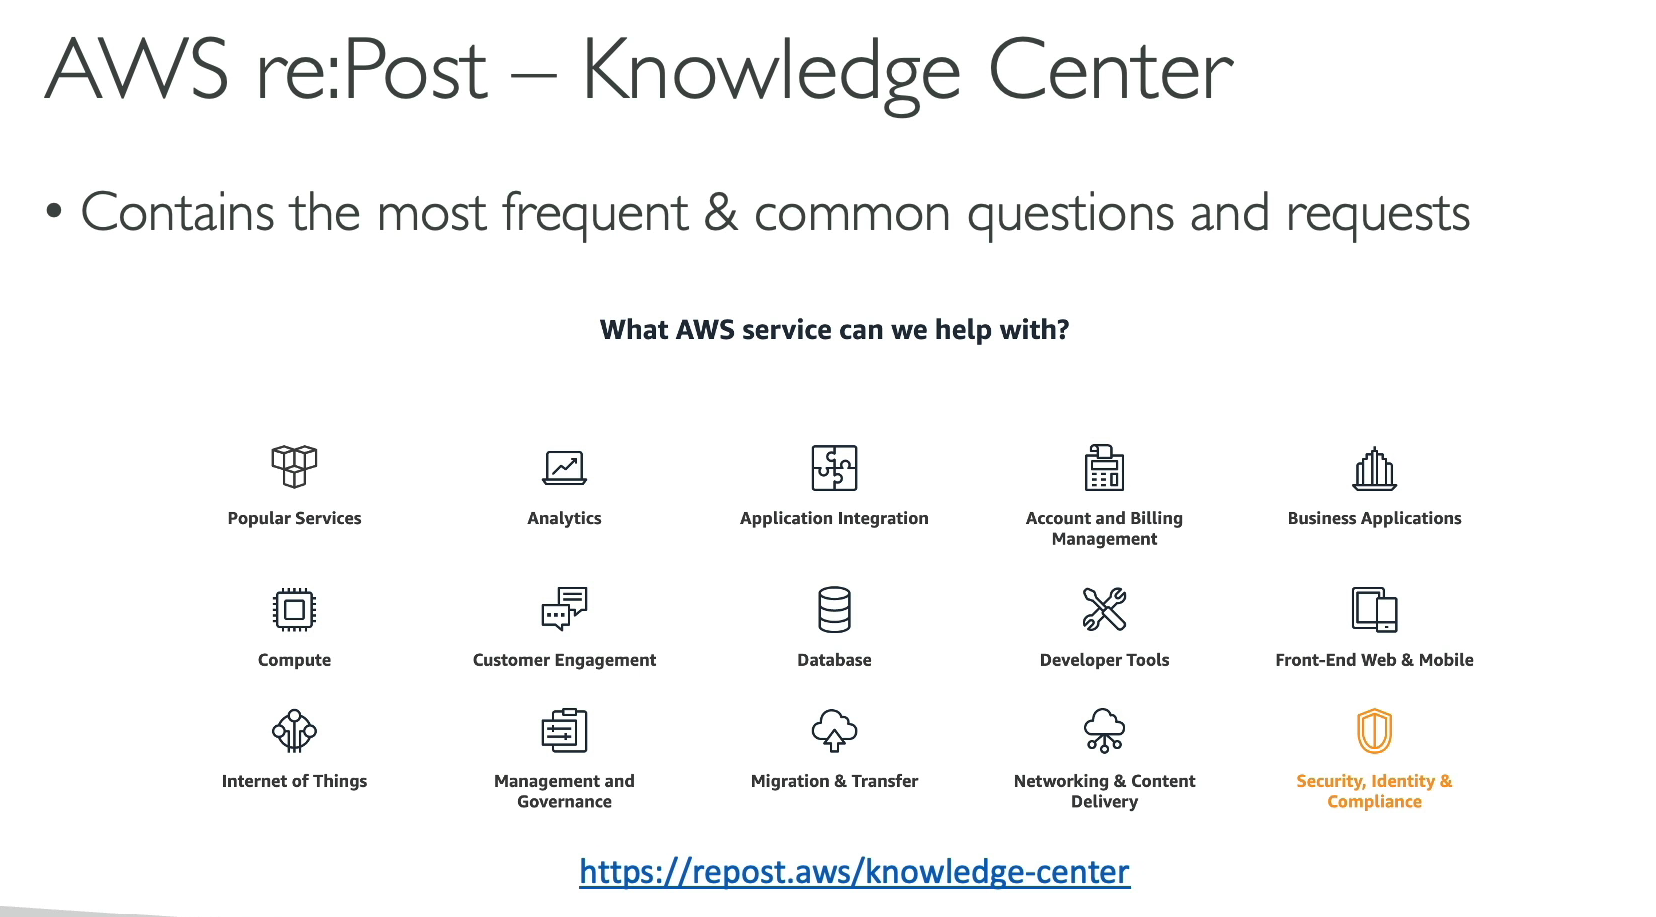 AWS re:Post – Knowledge Center
• Contains the most frequent & common questions and requests
What AWS service can we help with?
Popular Services
Analytics
Application Integration
Account and Billing
Management
Business Applications
Compute
Customer Engagement
Database
Developer Tools
Front-End Web & Mobile
Internet of Things
Management and
Governance
Migration & Transfer
Networking & Content
Delivery
Security, Identity &
Compliance
https://repost.aws/knowledge-center